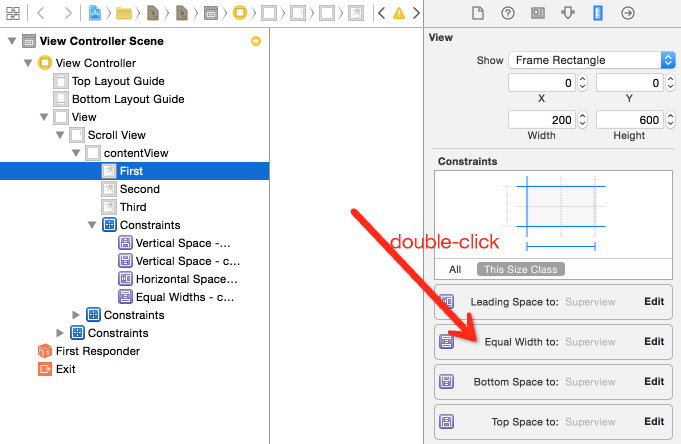 View Controller Scene
View Controller
Top Layout Guide
Bottom Layout Guide
View
Scroll View
contentView
First
Second
Third
Constraints
Vertical Space -...
Vertical Space - c...
Horizontal Space...
Equal Widths - c...
Constraints
Constraints
First Responder
Exit
View
Show Frame Rectangle
0 0
X Y
200 600
Width Height
Constraints
double-click
All This Size Class
Leading Space to: Superview Edit
Equal Width to: Superview Edit
Bottom Space to: Superview Edit
Top Space to: Superview Edit